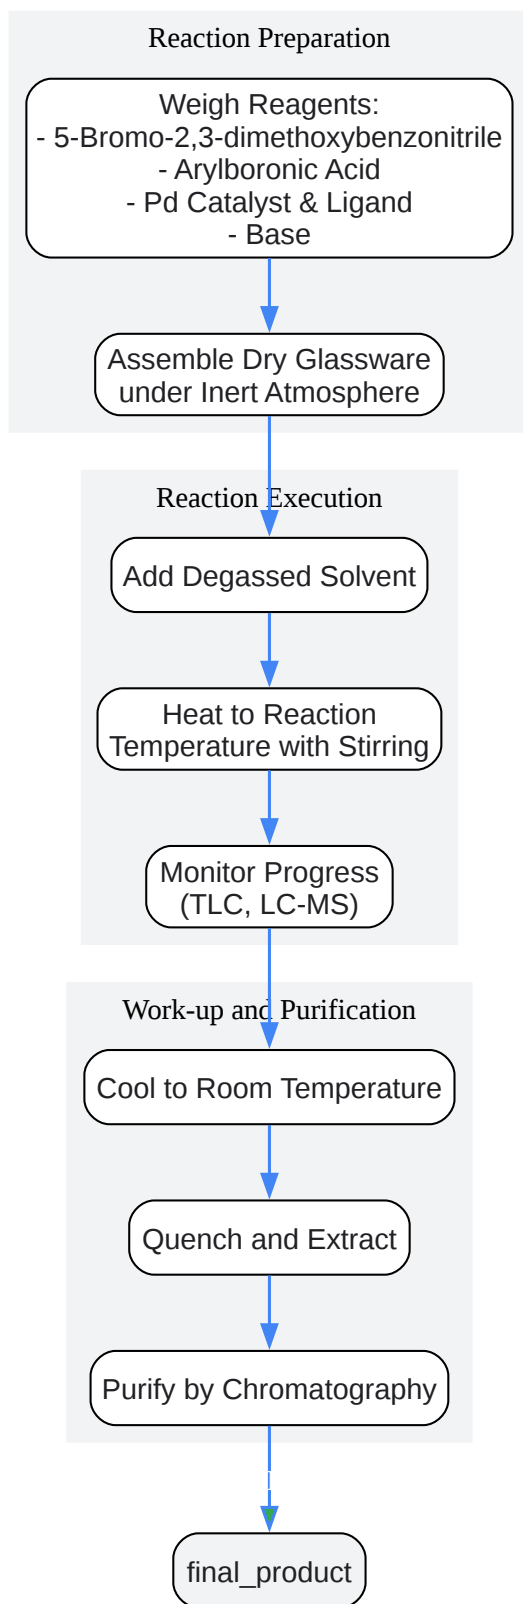 Reaction Preparation
Weigh Reagents:
- 5-Bromo-2,3-dimethoxybenzonitrile
- Arylboronic Acid
- Pd Catalyst & Ligand
- Base
Assemble Dry Glassware
under Inert Atmosphere
Reaction Execution
Add Degassed Solvent
Heat to Reaction
Temperature with Stirring
Monitor Progress
(TLC, LC-MS)
Work-up and Purification
Cool to Room Temperature
Quench and Extract
Purify by Chromatography
final_product